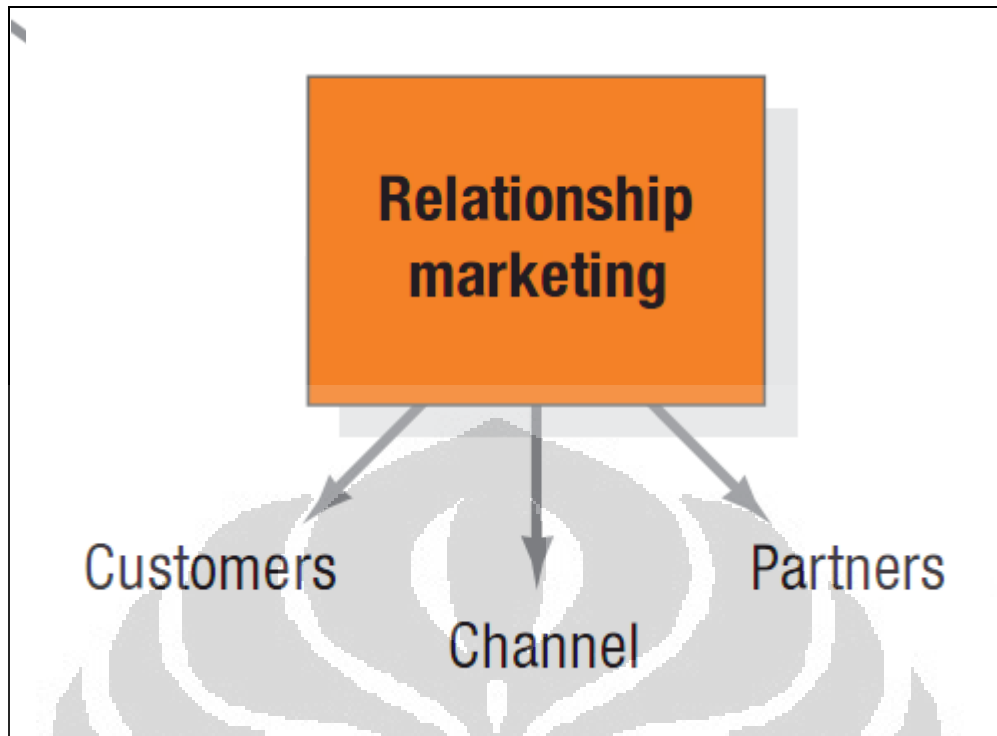 Relationship
marketing
Customers
Channel
Partners